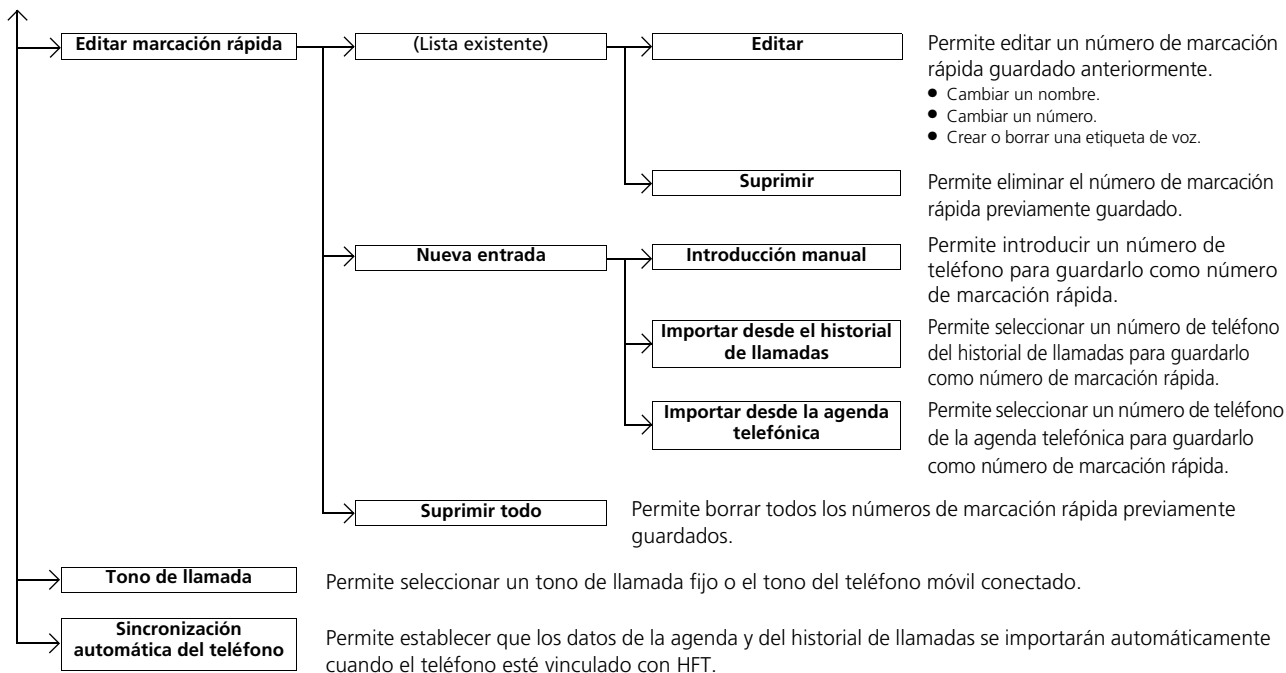 Editar marcación rápida
(Lista existente)
Editar
Permite editar un número de marcación
rápida guardado anteriormente.
● Cambiar un nombre.
● Cambiar un número.
● Crear o borrar una etiqueta de voz.
Suprimir
Permite eliminar el número de marcación
rápida previamente guardado.
Nueva entrada
Introducción manual
Permite introducir un número de
teléfono para guardarlo como número
de marcación rápida.
Importar desde el historial
de llamadas
Permite seleccionar un número de teléfono
del historial de llamadas para guardarlo
como número de marcación rápida.
Importar desde la agenda
telefónica
Permite seleccionar un número de teléfono
de la agenda telefónica para guardarlo
como número de marcación rápida.
Suprimir todo
Permite borrar todos los números de marcación rápida previamente
guardados.
Tono de llamada
Permite seleccionar un tono de llamada fijo o el tono del teléfono móvil conectado.
Sincronización
automática del teléfono
Permite establecer que los datos de la agenda y del historial de llamadas se importarán automáticamente
cuando el teléfono esté vinculado con HFT.